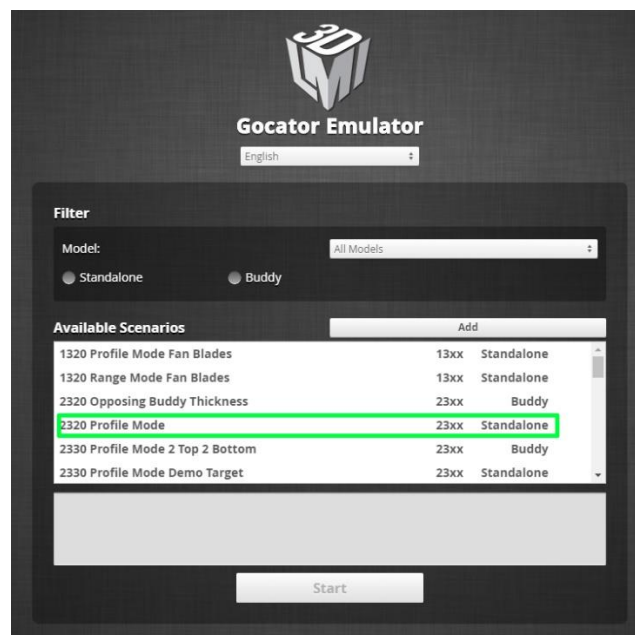 3D
LMI
Gocator Emulator
English
Filter
Model: All Models
Standalone Buddy
Available Scenarios Add
1320 Profile Mode Fan Blades 13xx Standalone
1320 Range Mode Fan Blades 13xx Standalone
2320 Opposing Buddy Thickness 23xx Buddy
2320 Profile Mode 23xx Standalone
2330 Profile Mode 2 Top 2 Bottom 23xx Buddy
2330 Profile Mode Demo Target 23xx Standalone
Start